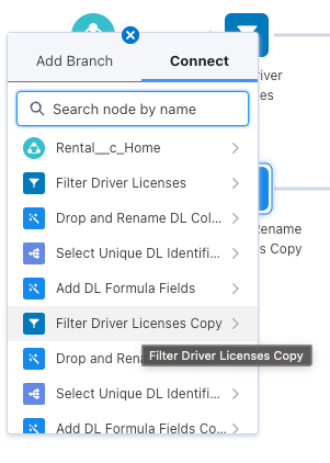 Add Branch
Connect
Search node by name
Rental__c_Home
Filter Driver Licenses
Drop and Rename DL Col...
Select Unique DL Identifi...
Add DL Formula Fields
Filter Driver Licenses Copy
Drop and Ren
Filter Driver Licenses Copy
Select Unique DL Identifi...
Add DL Formula Fields Co...
iver
es
ename
s Copy